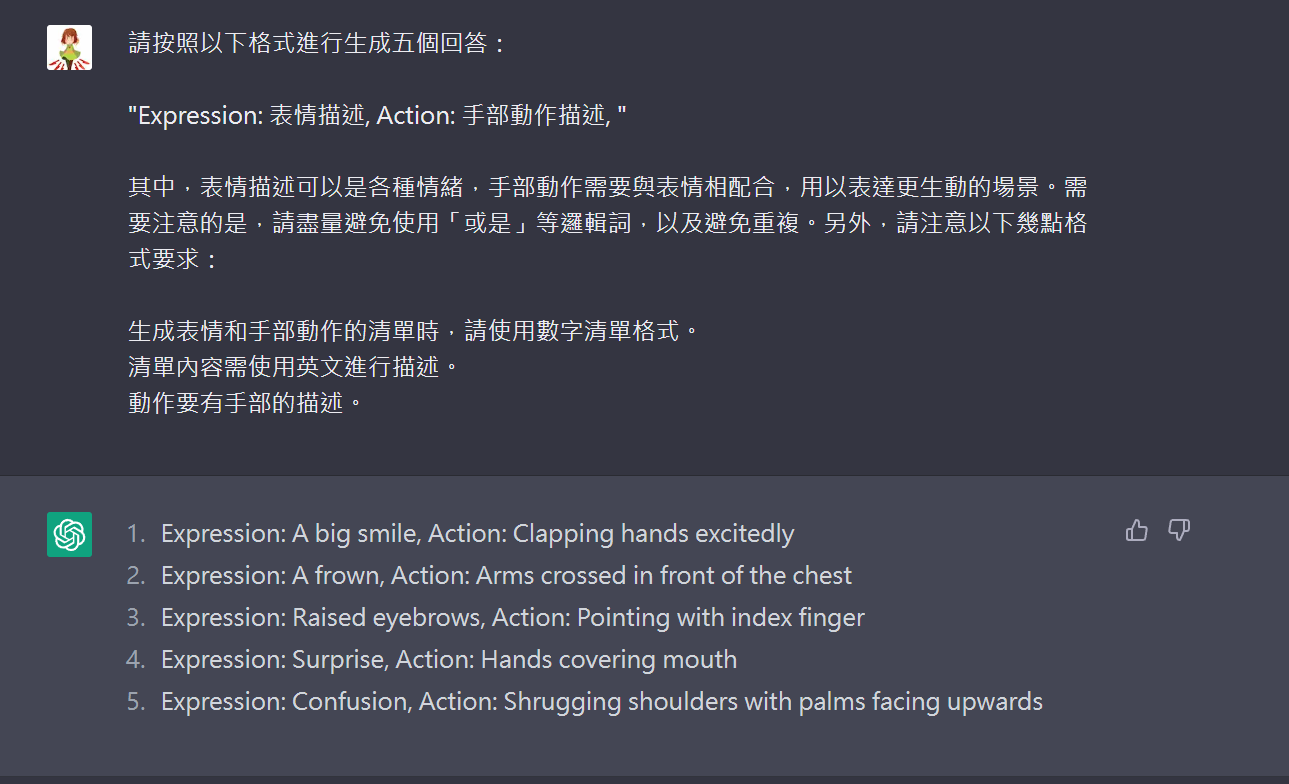 請按照以下格式進行生成五個回答：
"Expression: 表情描述, Action: 手部動作描述, "
其中，表情描述可以是各種情緒，手部動作需要與表情相配合，用以表達更生動的場景。需
要注意的是，請盡量避免使用「或是」等邏輯詞，以及避免重複。另外，請注意以下幾點格
式要求：
生成表情和手部動作的清單時，請使用數字清單格式。
清單內容需使用英文進行描述。
動作要有手部的描述。
1. Expression: A big smile, Action: Clapping hands excitedly
2. Expression: A frown, Action: Arms crossed in front of the chest
3. Expression: Raised eyebrows, Action: Pointing with index finger
4. Expression: Surprise, Action: Hands covering mouth
5. Expression: Confusion, Action: Shrugging shoulders with palms facing upwards